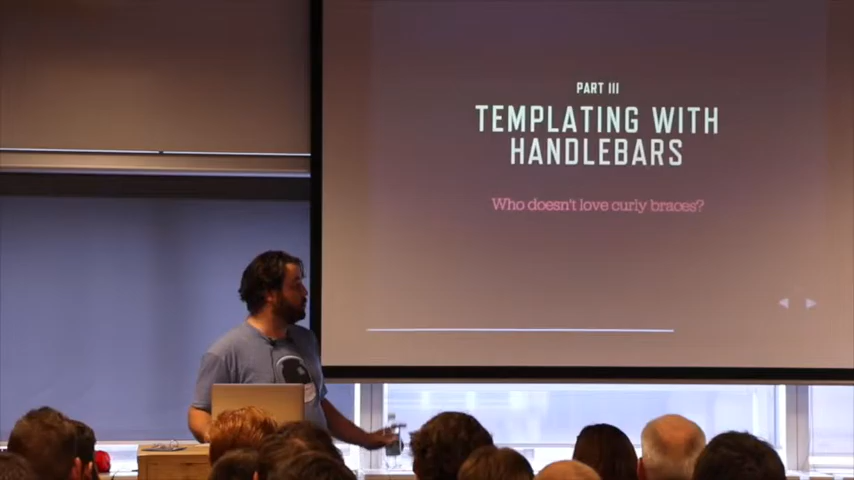 PART III
TEMPLATING WITH
HANDLEBARS
Who doesn't love curly braces?